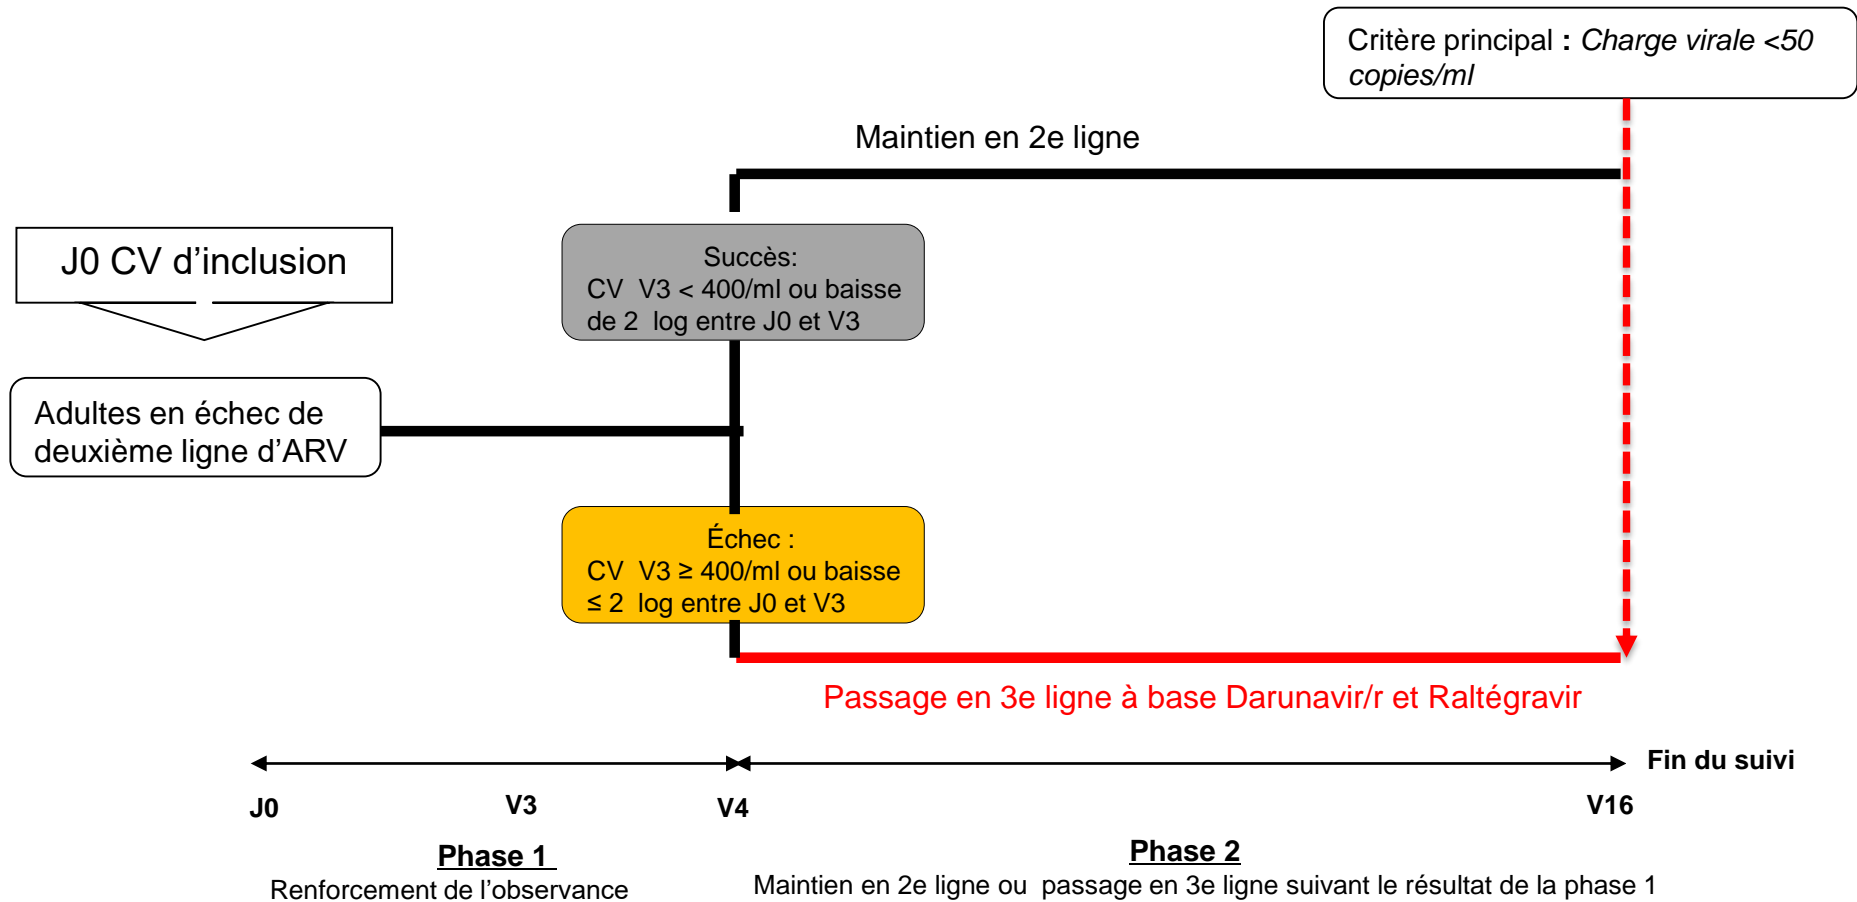 Critère principal : Charge virale <50
copies/ml
Maintien en 2e ligne
J0 CV d’inclusion
Succès:
CV V3 < 400/ml ou baisse
de 2 log entre J0 et V3
Adultes en échec de
deuxième ligne d’ARV
Échec :
CV V3 ≥ 400/ml ou baisse
≤ 2 log entre J0 et V3
Passage en 3e ligne à base Darunavir/r et Raltégravir
Fin du suivi
J0
V3
V4
V16
Phase 1
Renforcement de l’observance
Phase 2
Maintien en 2e ligne ou passage en 3e ligne suivant le résultat de la phase 1